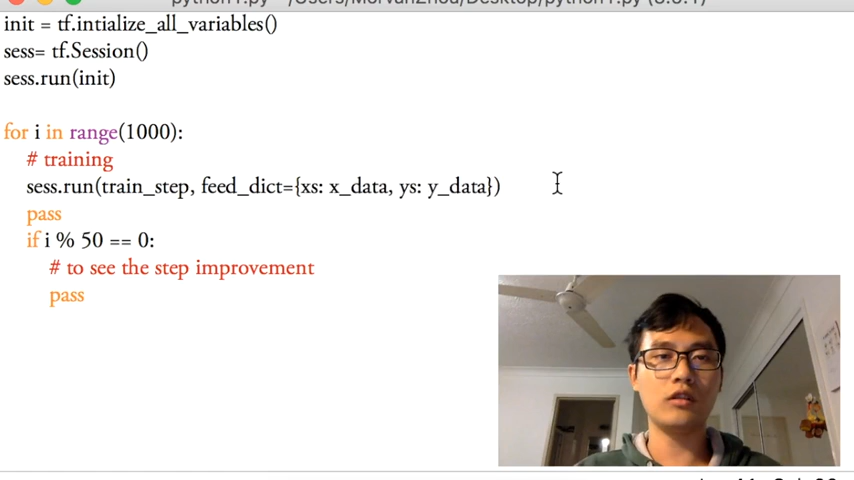 init = tf.intialize_all_variables()
sess= tf.Session()
sess.run(init)
for i in range(1000):
# training
sess.run(train_step, feed_dict={xs: x_data, ys: y_data})
pass
if i % 50 == 0:
# to see the step improvement
pass